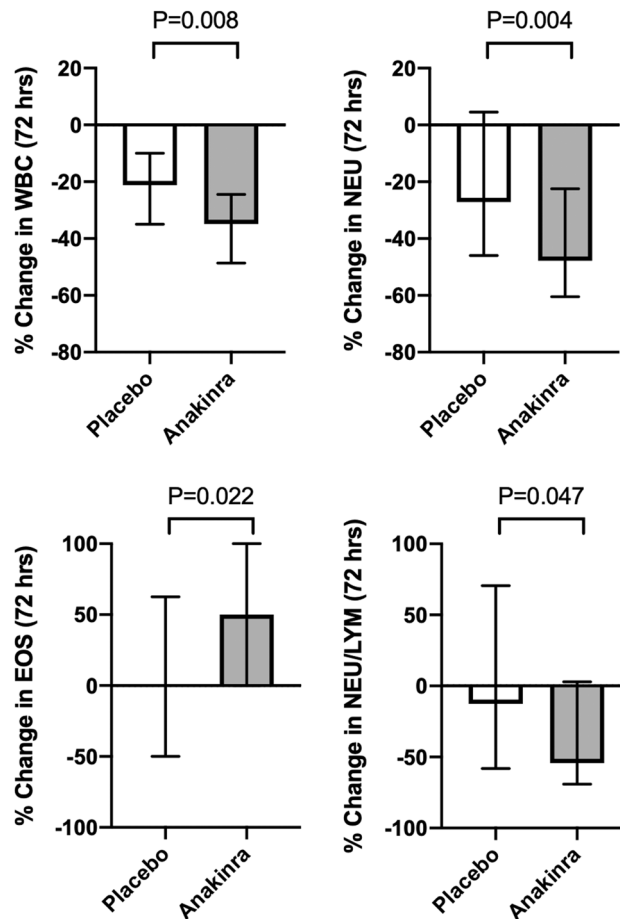 P=0.008
% Change in WBC (72 hrs)
20
0
-20
-40
-60
-80
Placebo
Anakinra
P=0.004
% Change in NEU (72 hrs)
20
0
-20
-40
-60
-80
Placebo
Anakinra
P=0.022
% Change in EOS (72 hrs)
100
50
0
-50
-100
Placebo
Anakinra
P=0.047
% Change in NEU/LYM (72 hrs)
100
50
0
-50
-100
Placebo
Anakinra